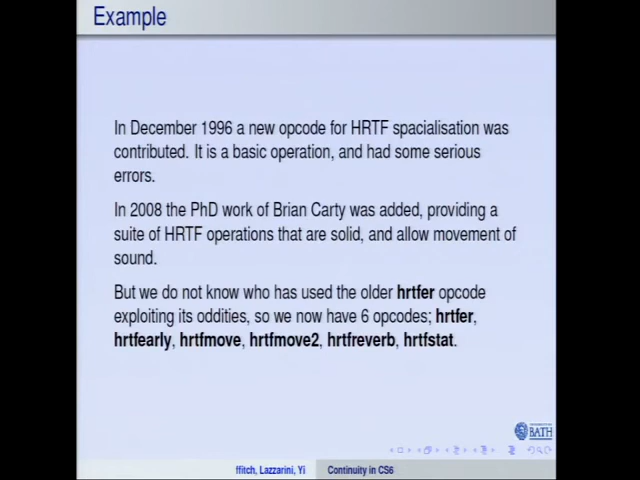 Example
In December 1996 a new opcode for HRTF spacialisation was
contributed. It is a basic operation, and had some serious
errors.
In 2008 the PhD work of Brian Carty was added, providing a
suite of HRTF operations that are solid, and allow movement of
sound.
But we do not know who has used the older hrtfer opcode
exploiting its oddities, so we now have 6 opcodes; hrtfer,
hrtfearly, hrtfmove, hrtfmove2, hrtfreverb, hrtfstat.
BATH
ffitch, Lazzarini, Yi
Continuity in CS6